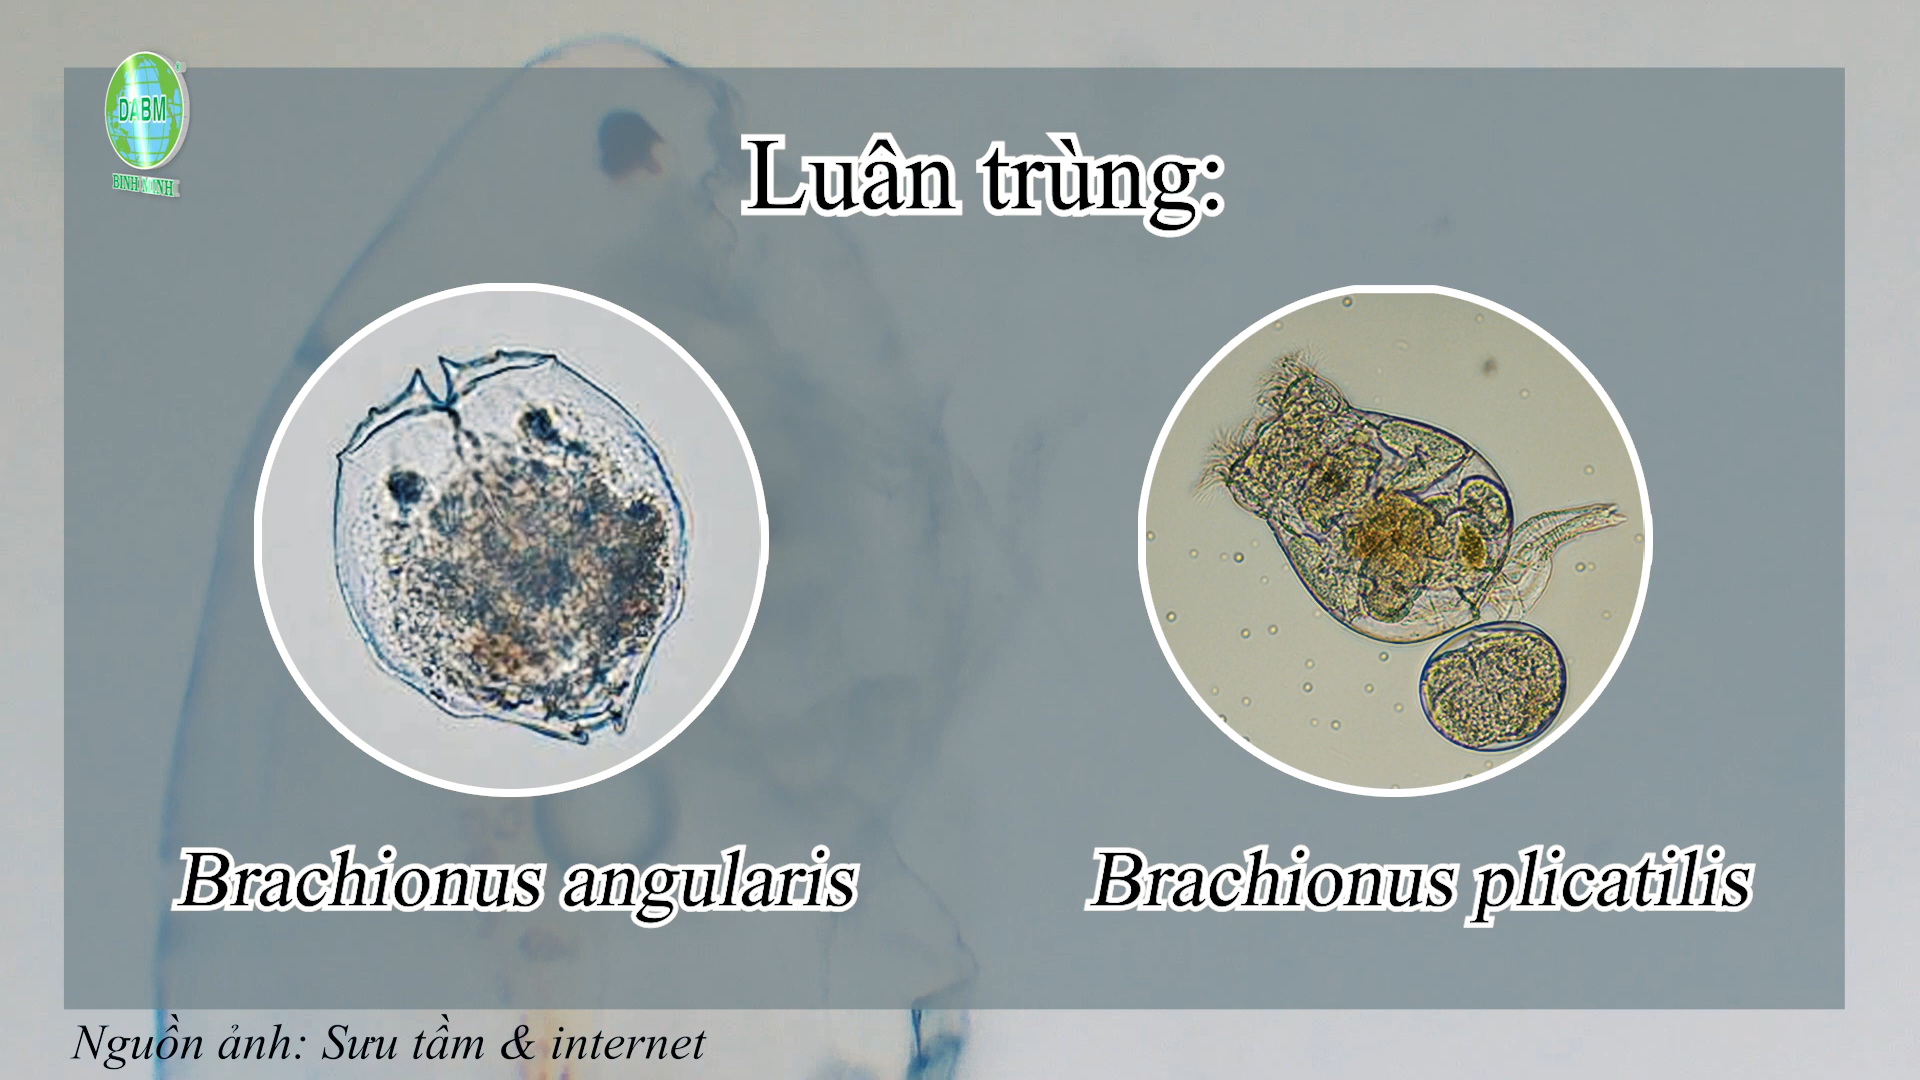 DABM
BINH MINH
Luân trùng:
Brachionus angularis
Brachionus plicatilis
Nguồn ảnh: Sưu tầm & internet